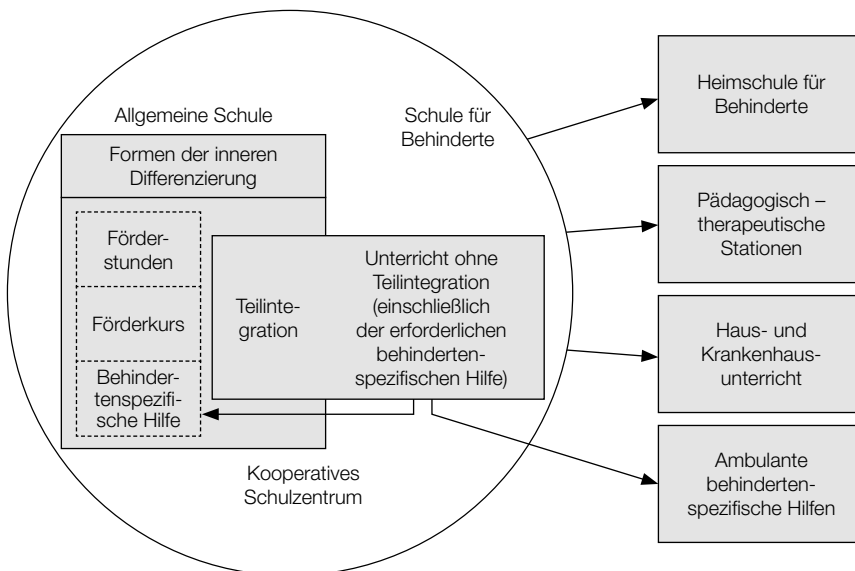 Allgemeine Schule
Formen der inneren
Differenzierung
Förder-
stunden
Förderkurs
Behinder-
tenspezifi-
sche Hilfe
Teilinte-
gration
Schule für
Behinderte
Unterricht ohne
Teilintegration
(einschließlich
der erforderlichen
behinderten-
spezifischen Hilfe)
Kooperatives
Schulzentrum
Heimschule für
Behinderte
Pädagogisch –
therapeutische
Stationen
Haus- und
Krankenhaus-
unterricht
Ambulante
behinderten-
spezifische Hilfen